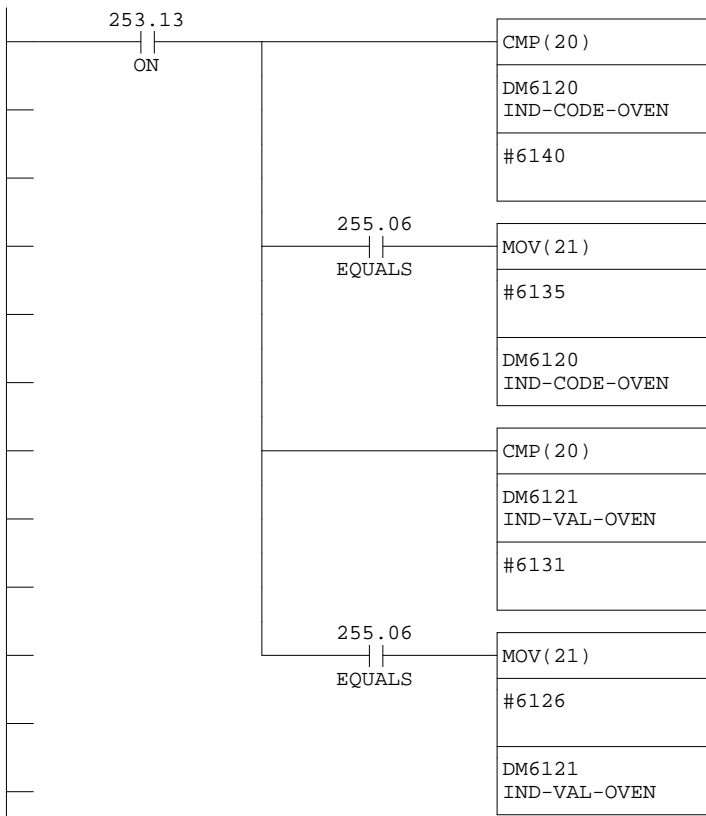 253.13
ON
CMP(20)
DM6120
IND-CODE-OVEN
#6140
255.06
EQUALS
MOV(21)
#6135
DM6120
IND-CODE-OVEN
CMP(20)
DM6121
IND-VAL-OVEN
#6131
255.06
EQUALS
MOV(21)
#6126
DM6121
IND-VAL-OVEN